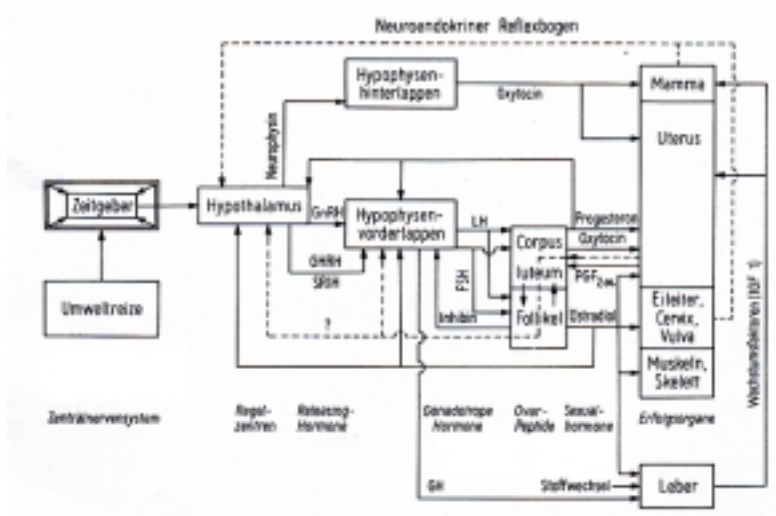 Neuroendokriner Reflexbogen
Hypophysen-
hinterlappen
Oxytocin
Mamma
Uterus
Neurophysin
Zeitgeber
Hypothalamus
GnRH
Hypophysen-
vorderlappen
LH
FSH
GHRH
SRIH
Corpus
luteum
Progesteron
Oxytocin
PGF2α
Umweltreize
?
Inhibin
Follikel
Östradiol
Eileiter,
Cervix,
Vulva
Muskeln,
Skelett
Wachstumsfaktoren (IGF 1)
Zentralnervensystem
Regel-
zentren
Releasing-
Hormone
Gonadotrope
Hormone
Ovar-
Peptide
Sexual-
hormone
Erfolgsorgane
GH
Stoffwechsel
Leber